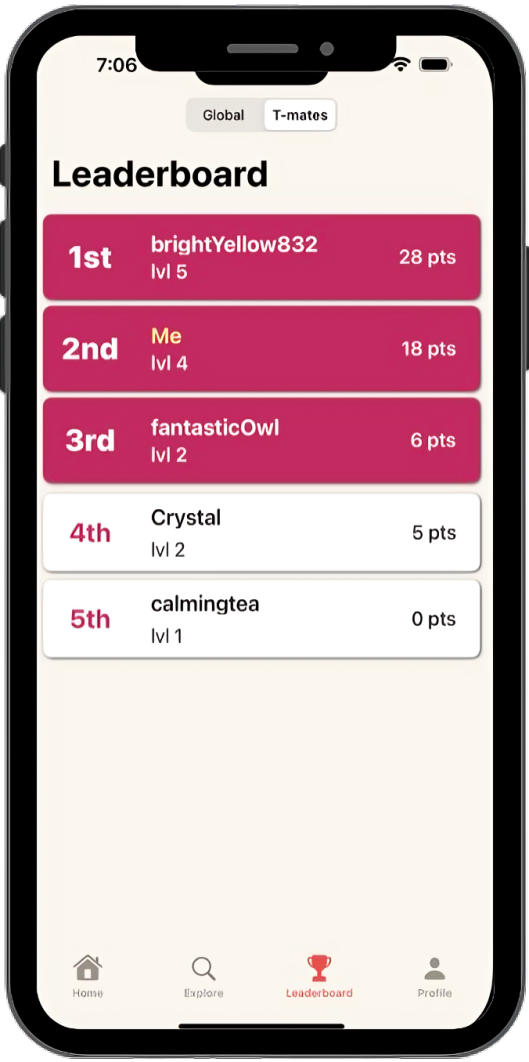 7:06
Global T-mates
Leaderboard
1st brightYellow832 28 pts
lvl 5
2nd Me 18 pts
lvl 4
3rd fantasticOwl 6 pts
lvl 2
4th Crystal 5 pts
lvl 2
5th calmingtea 0 pts
lvl 1
Home Explore Leaderboard Profile